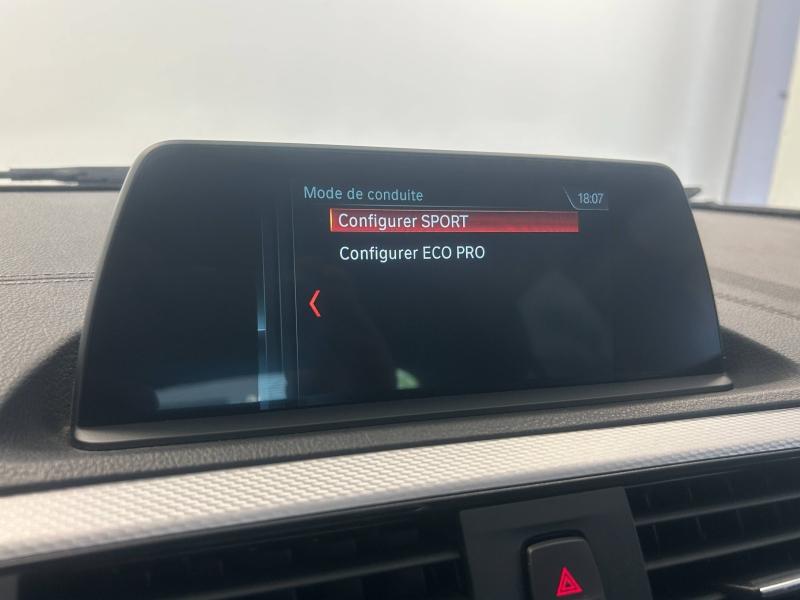 Mode de conduite
18:07
Configurer SPORT
Configurer ECO PRO